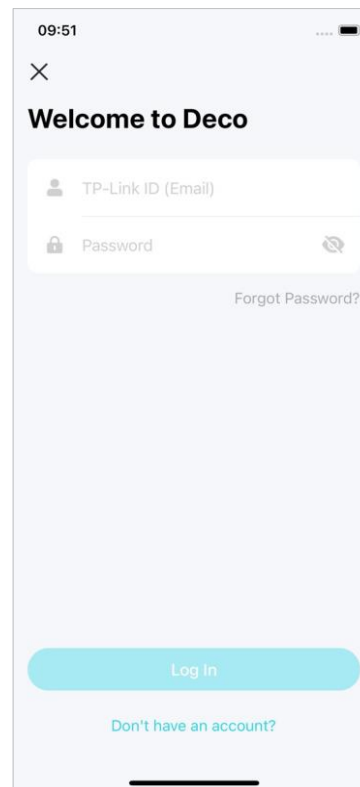 09:51
Welcome to Deco
TP-Link ID (Email)
Password
Forgot Password?
Log In
Don't have an account?